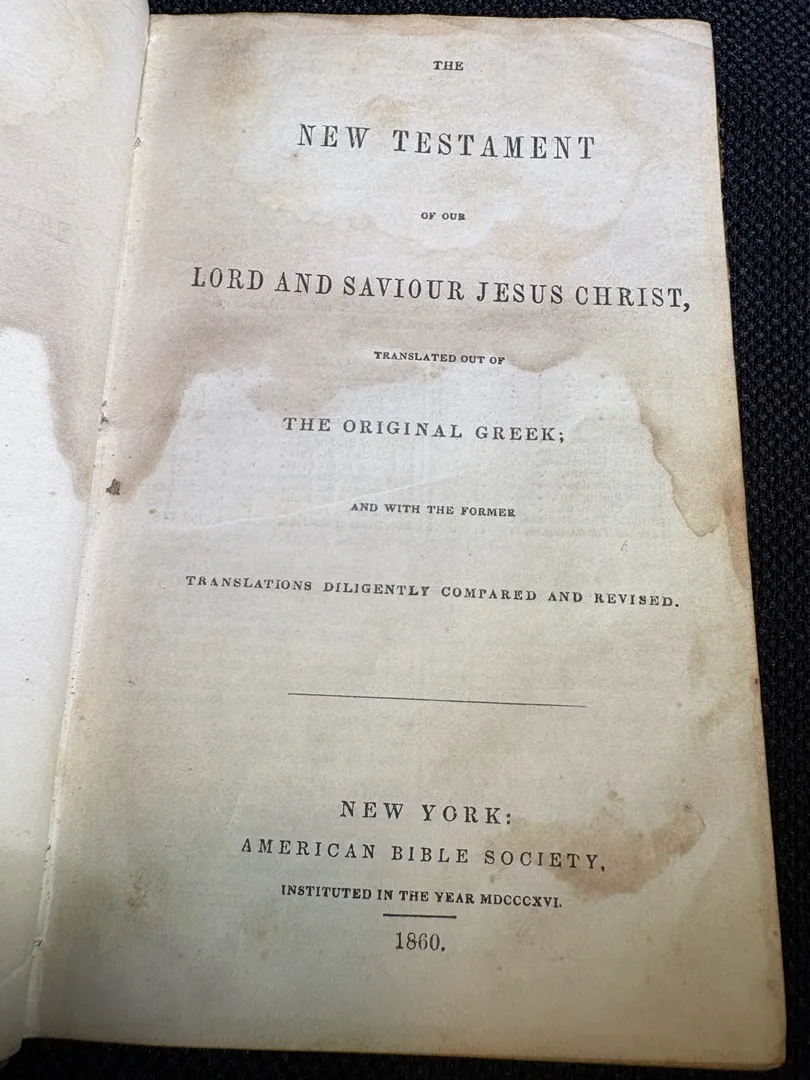 THE
NEW TESTAMENT
OF OUR
LORD AND SAVIOUR JESUS CHRIST,
TRANSLATED OUT OF
THE ORIGINAL GREEK;
AND WITH THE FORMER
TRANSLATIONS DILIGENTLY COMPARED AND REVISED.
NEW YORK:
AMERICAN BIBLE SOCIETY,
INSTITUTED IN THE YEAR MDCCCXVI.
1860.